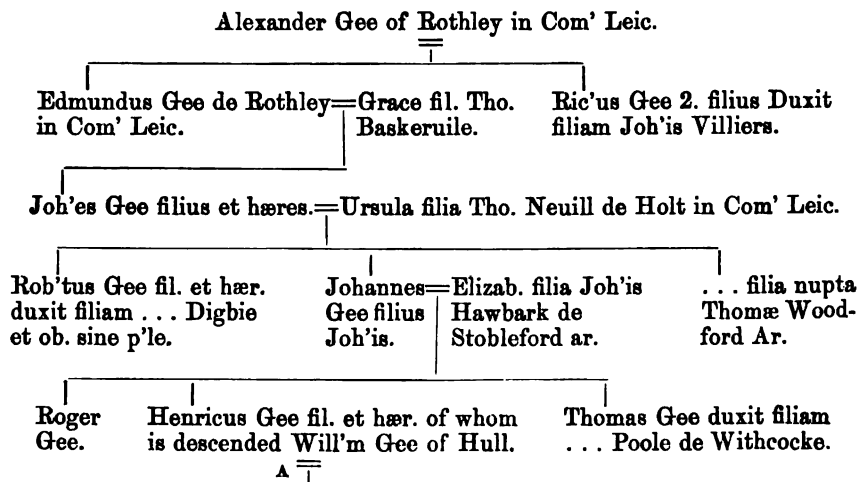 Alexander Gee of Rothley in Com' Leic.
Edmundus Gee de Rothley=Grace fil. Tho.
in Com' Leic.
Baskeruile.
Ric'us Gee 2. filius Duxit
filiam Joh'is Villiers.
Joh'es Gee filius et hæres.=Ursula filia Tho. Neuill de Holt in Com' Leic.
Rob'tus Gee fil. et hær.
duxit filiam ... Digbie
et ob. sine p'le.
Johannes=Elizab. filia Joh'is
Gee filius
Joh'is.
Hawbark de
Stobleford ar.
... filia nupta
Thomæ Wood-
ford Ar.
Roger
Gee.
Henricus Gee fil. et hær. of whom
is descended Will'm Gee of Hull.
A
Thomas Gee duxit filiam
... Poole de Withcocke.